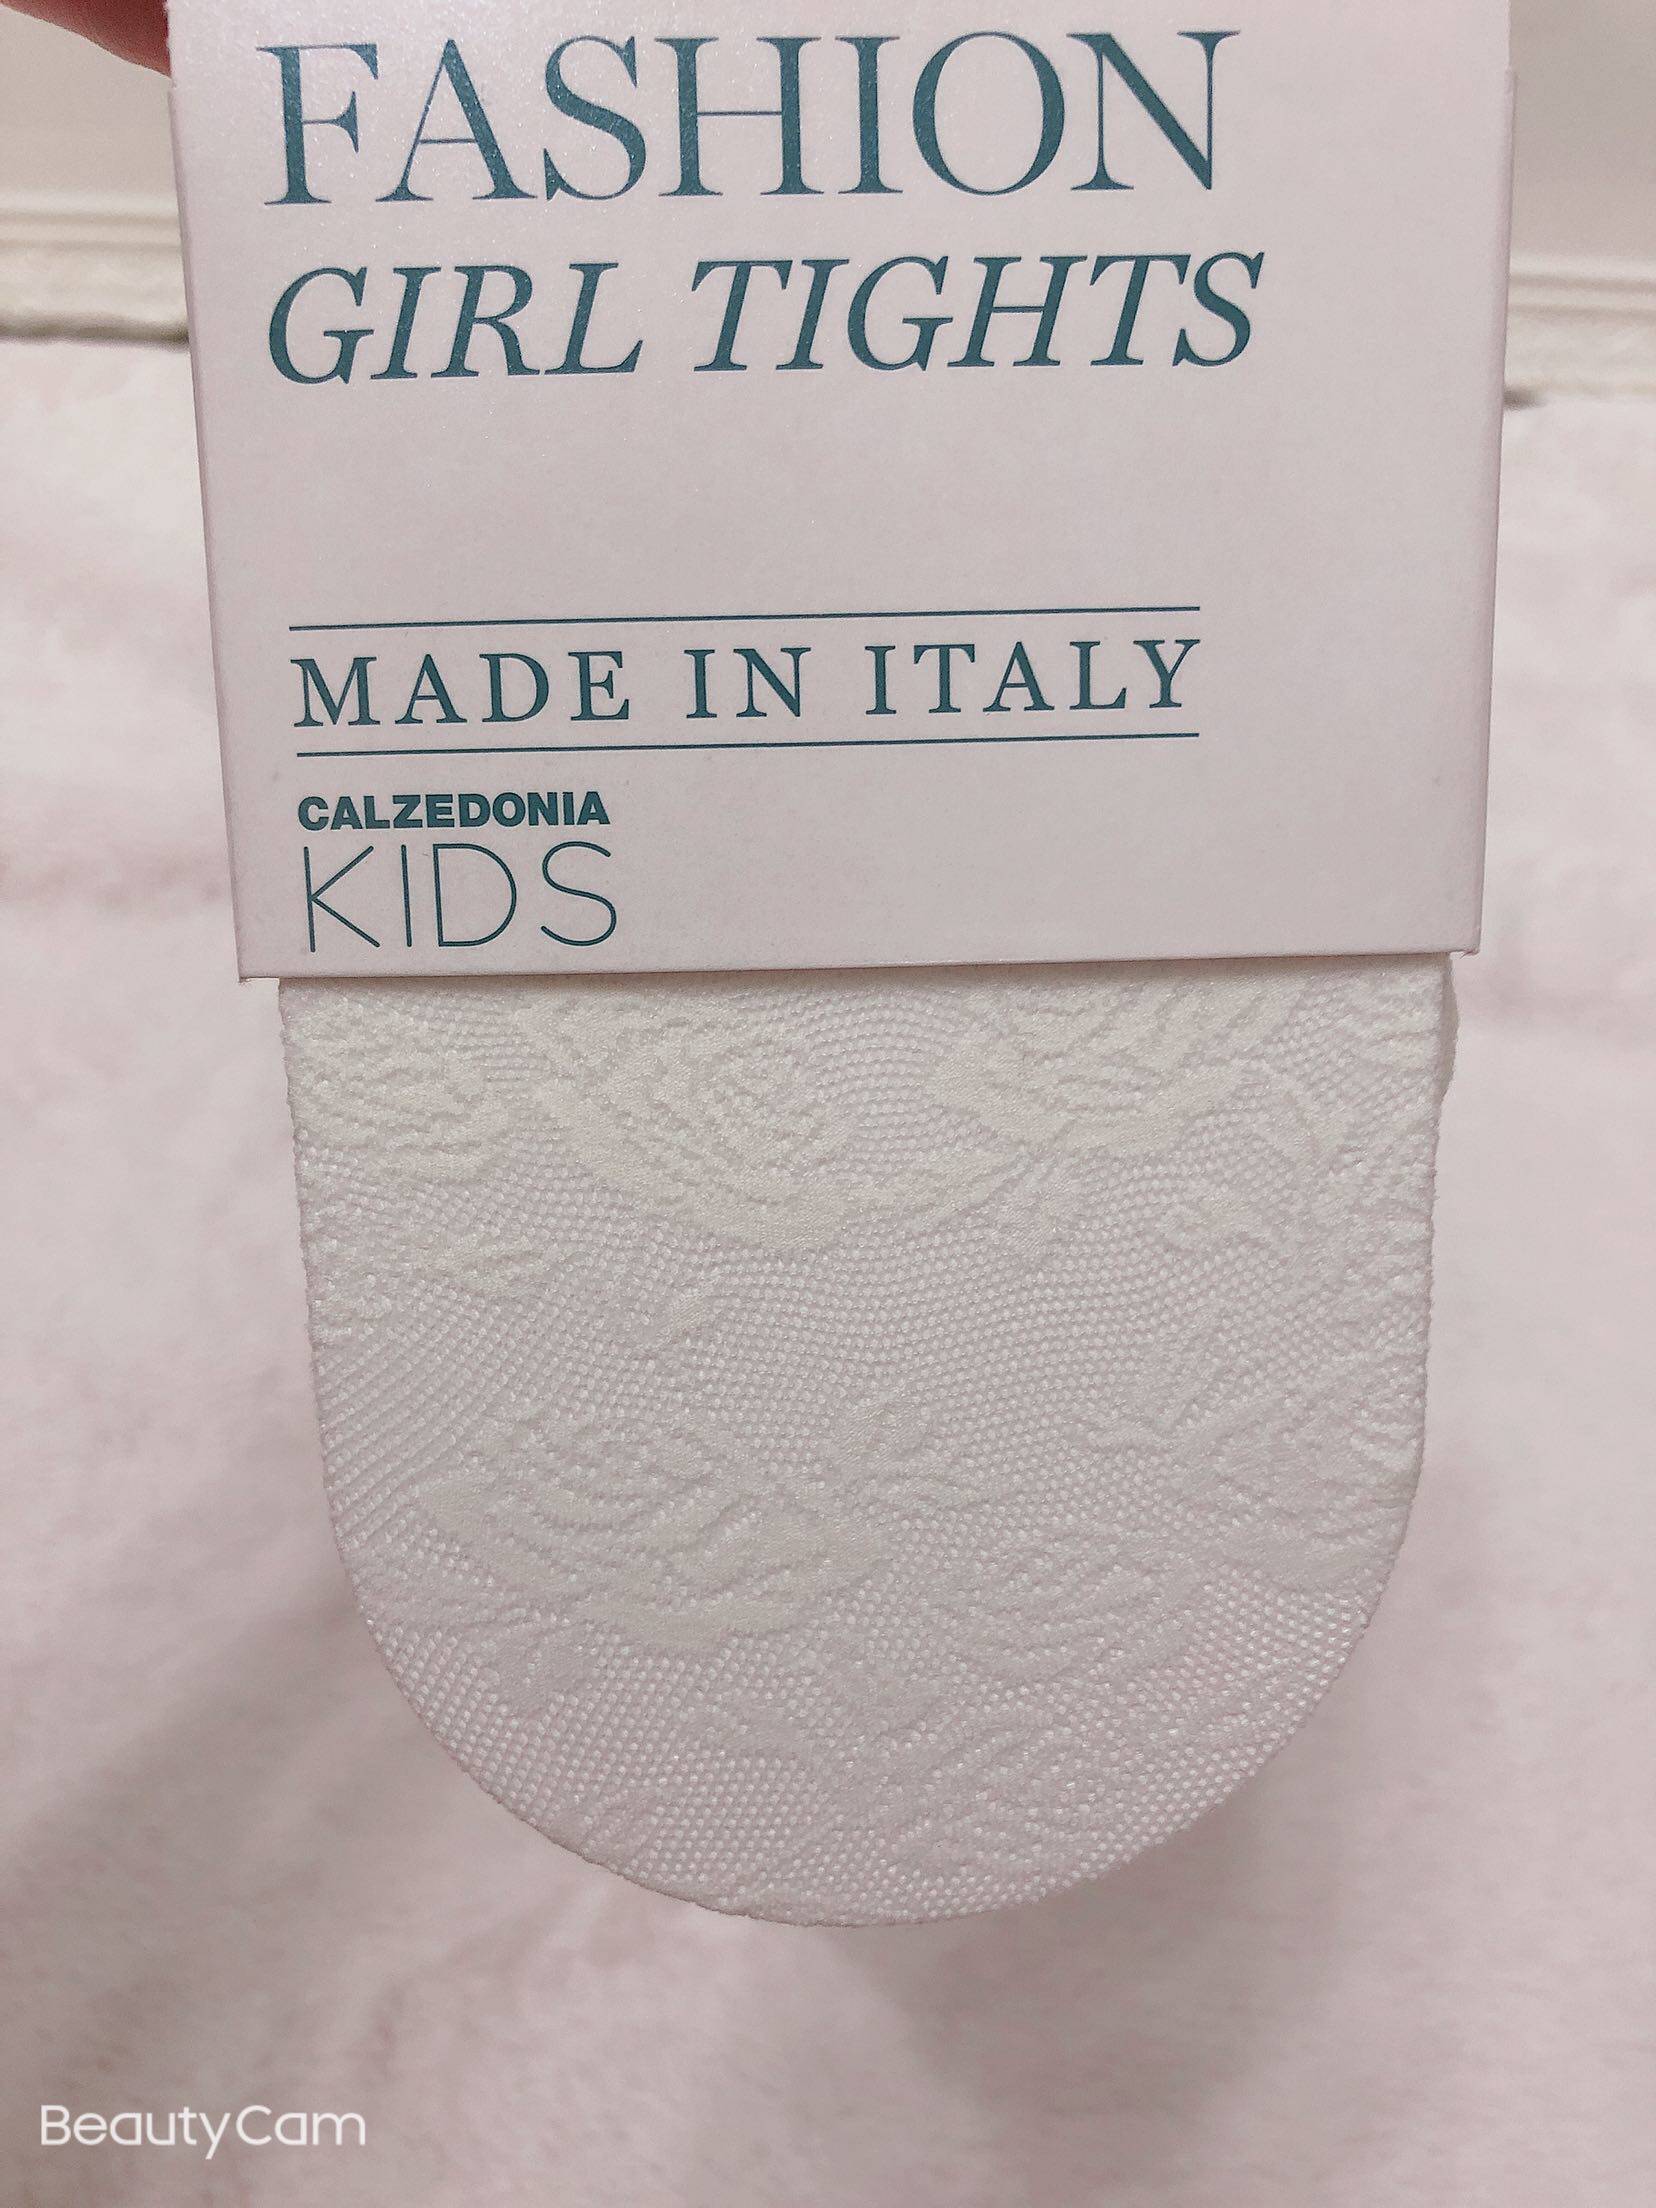 FASHION
GIRL TIGHTS
MADE IN ITALY
CALZEDONIA
KIDS
BeautyCam